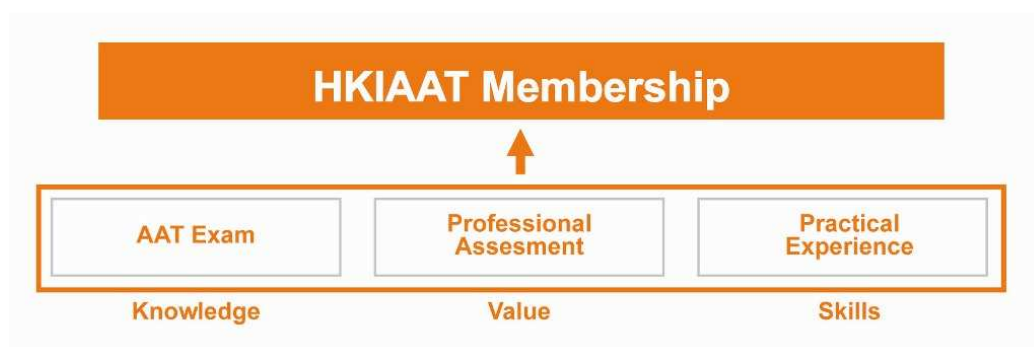 HKIAAT Membership
AAT Exam
Professional
Assesment
Practical
Experience
Knowledge
Value
Skills